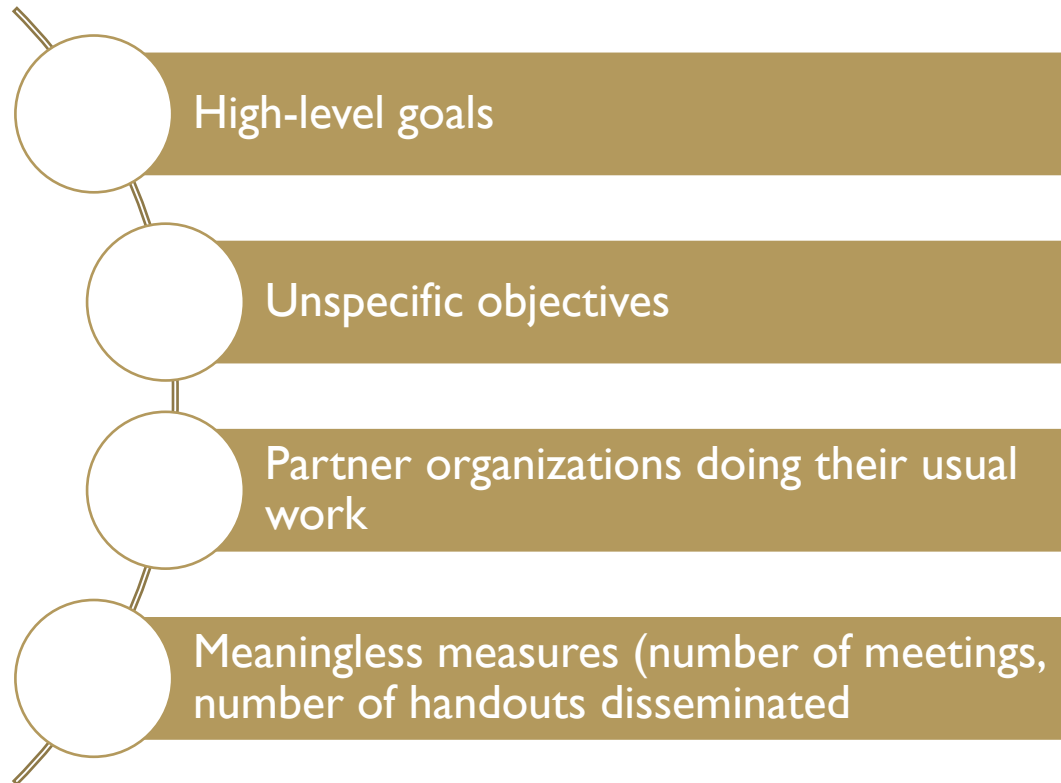 High-level goals
Unspecific objectives
Partner organizations doing their usual
work
Meaningless measures (number of meetings,
number of handouts disseminated